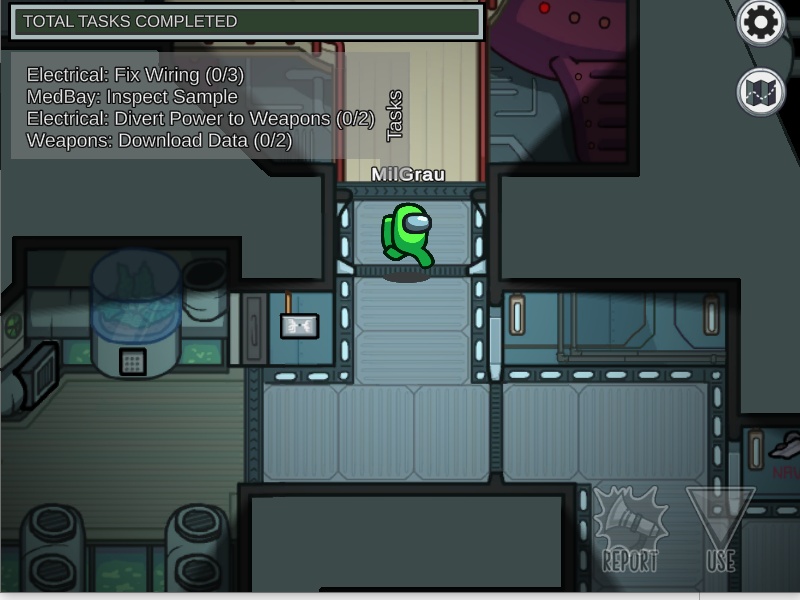 TOTAL TASKS COMPLETED
Electrical: Fix Wiring (0/3)
MedBay: Inspect Sample
Electrical: Divert Power to Weapons (0/2)
Weapons: Download Data (0/2)
Tasks
MilGrau
REPORT
USE